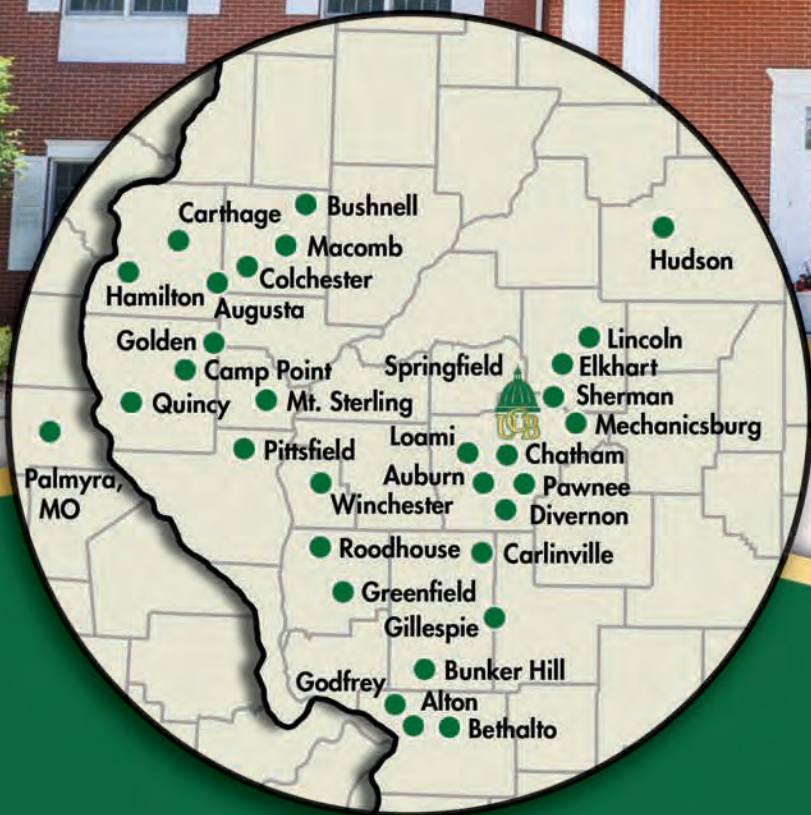 Carthage
Bushnell
Macomb
Colchester
Hudson
Hamilton
Augusta
Golden
Camp Point
Springfield
Lincoln
Elkhart
Sherman
Quincy
Mt. Sterling
UCB
Mechanicsburg
Loami
Chatham
Pittsfield
Palmyra,
MO
Auburn
Pawnee
Winchester
Divernon
Roodhouse
Carlinville
Greenfield
Gillespie
Bunker Hill
Godfrey
Alton
Bethalto